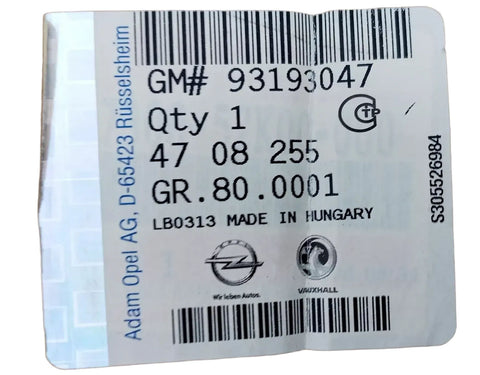 Adam Opel AG, D-65423 Rüsselsheim
GM# 93193047
Qty 1
47 08 255
GR.80.0001
LB0313 MADE IN HUNGARY
OPEL
Wir leben Autos.
VAUXHALL
S305526984